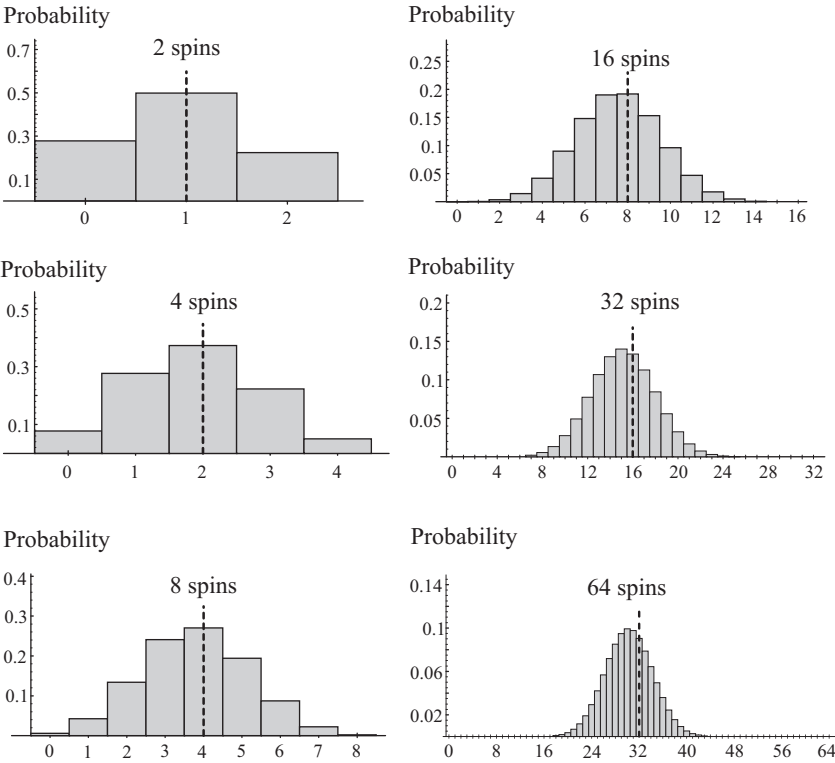 Probability
2 spins
0.7
0.5
0.3
0.1
0 1 2
Probability
16 spins
0.25
0.2
0.15
0.1
0.05
0 2 4 6 8 10 12 14 16
Probability
4 spins
0.5
0.3
0.1
0 1 2 3 4
Probability
32 spins
0.2
0.15
0.1
0.05
0 4 8 12 16 20 24 28 32
Probability
8 spins
0.4
0.3
0.2
0.1
0 1 2 3 4 5 6 7 8
Probability
64 spins
0.14
0.1
0.06
0.02
0 8 16 24 32 40 48 56 64